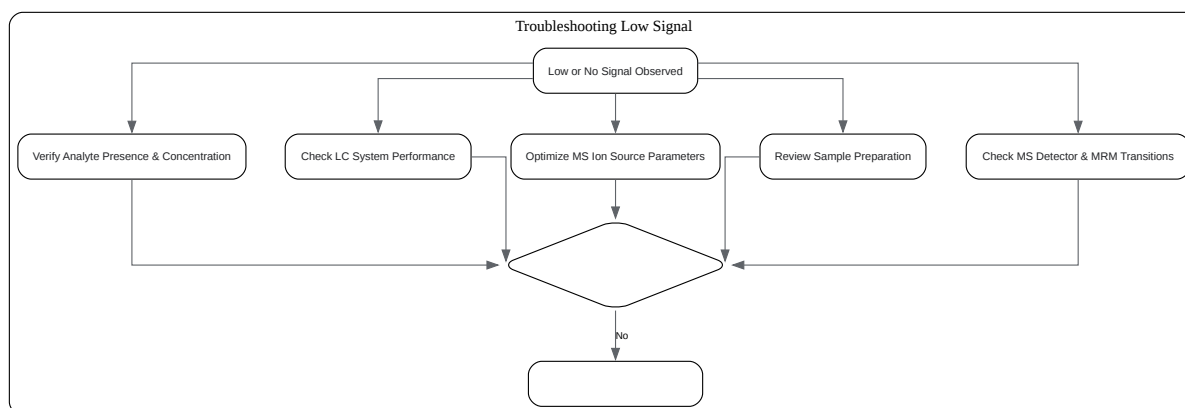 Troubleshooting Low Signal
Low or No Signal Observed
Verify Analyte Presence & Concentration
Check LC System Performance
Optimize MS Ion Source Parameters
Review Sample Preparation
Check MS Detector & MRM Transitions
No